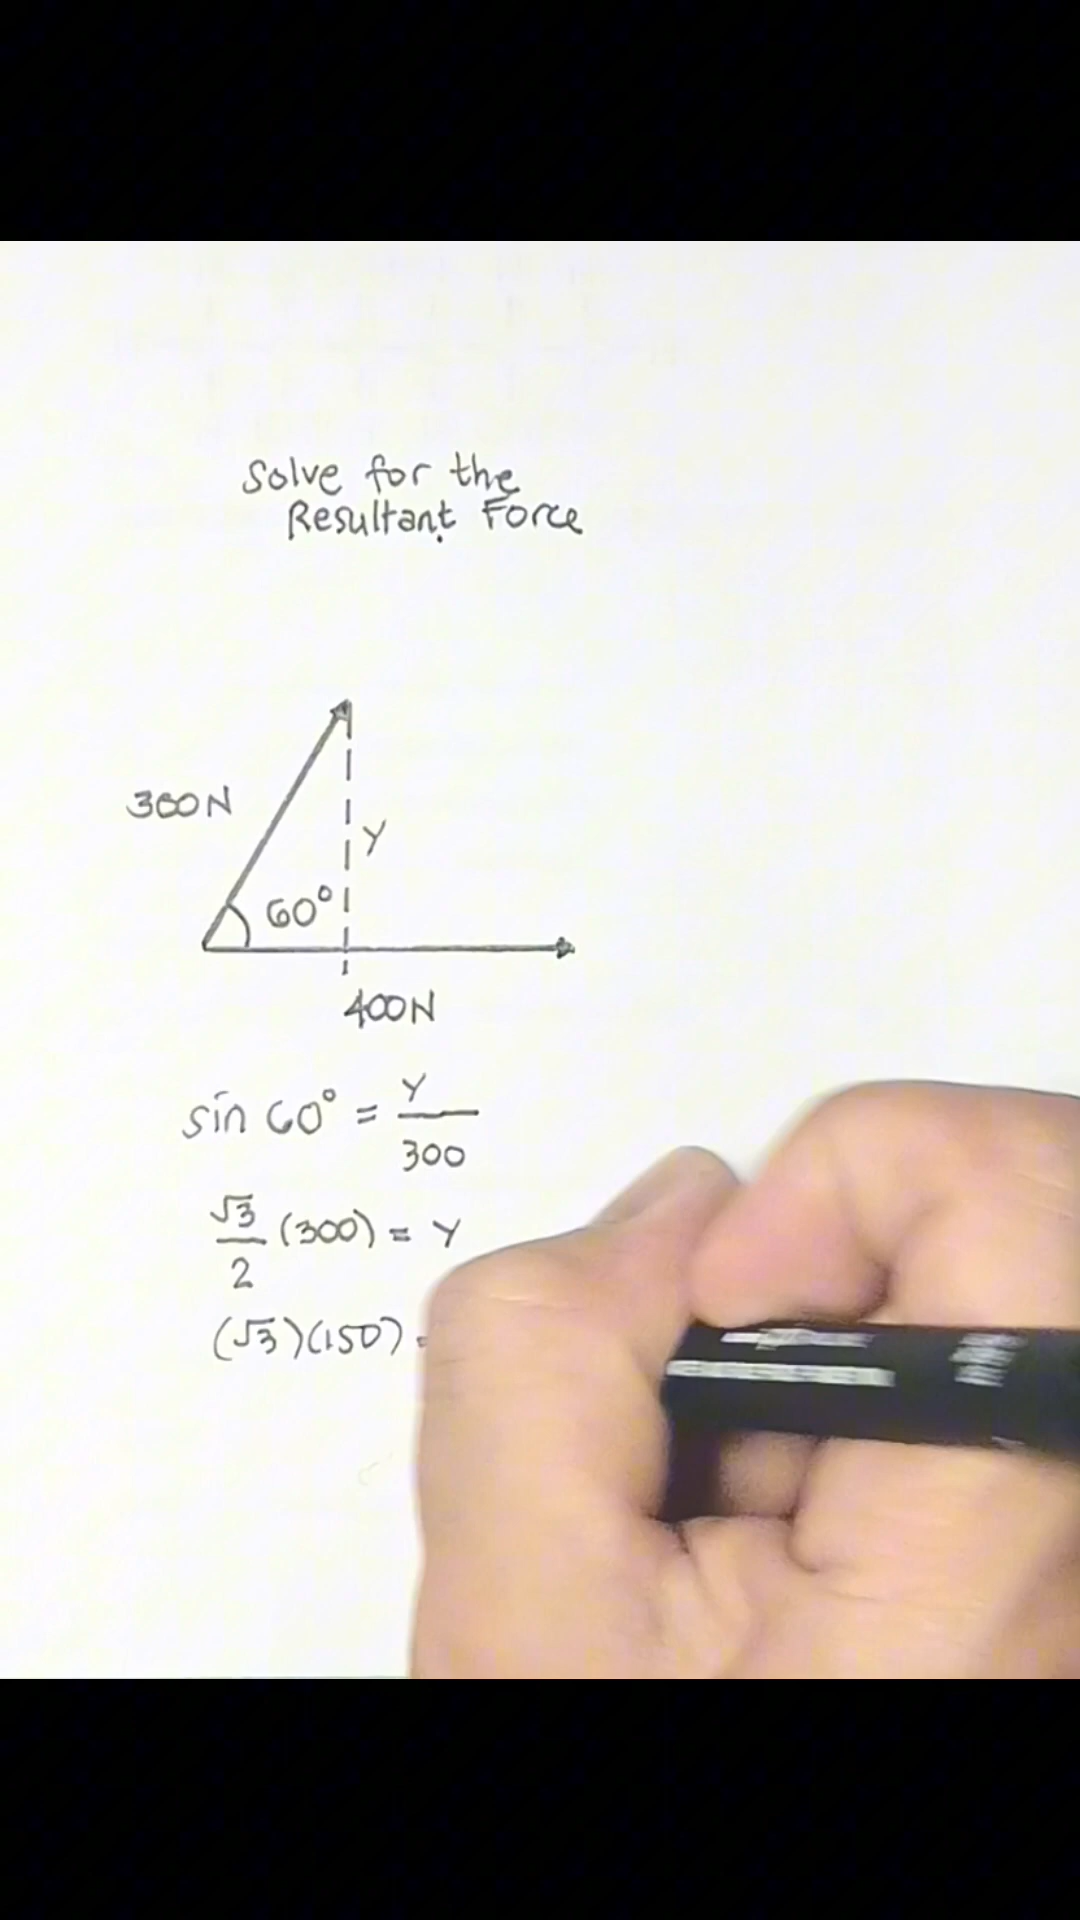 Solve for the
Resultant Force
300N
Y
60°
400N
sin 60° = Y/300
√3/2 (300) = Y
(√3)(150) =